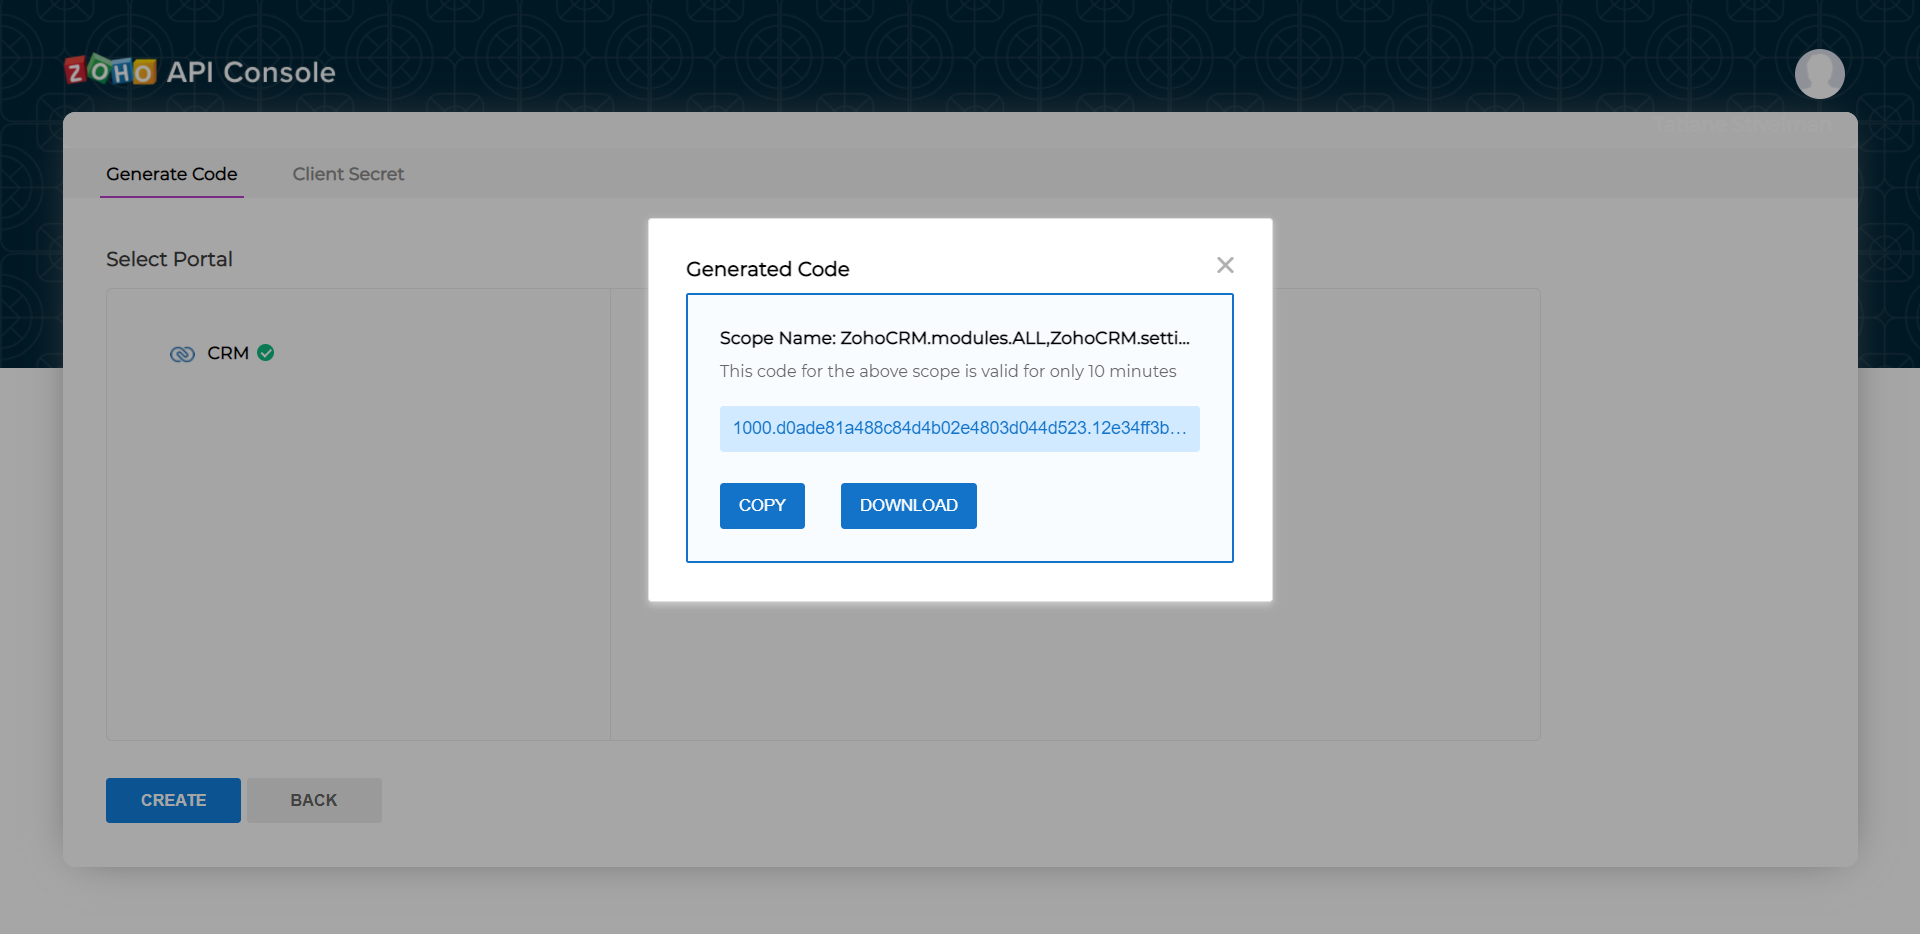 ZOHO API Console
Generate Code
Client Secret
Select Portal
CRM
Generated Code
Scope Name: ZohoCRM.modules.ALL,ZohoCRM.setti...
This code for the above scope is valid for only 10 minutes
1000.d0ade81a488c84d4b02e4803d044d523.12e34ff3b...
COPY
DOWNLOAD
CREATE
BACK